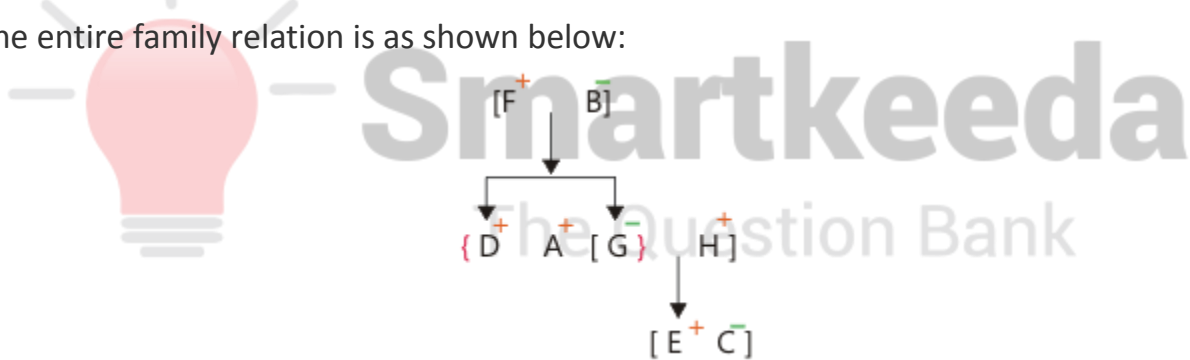 he entire family relation is as shown below:
Smartkeeda
The Question Bank
[F+ B−]
{ D+ A+ [ G−} H+]
[ E+ C−]